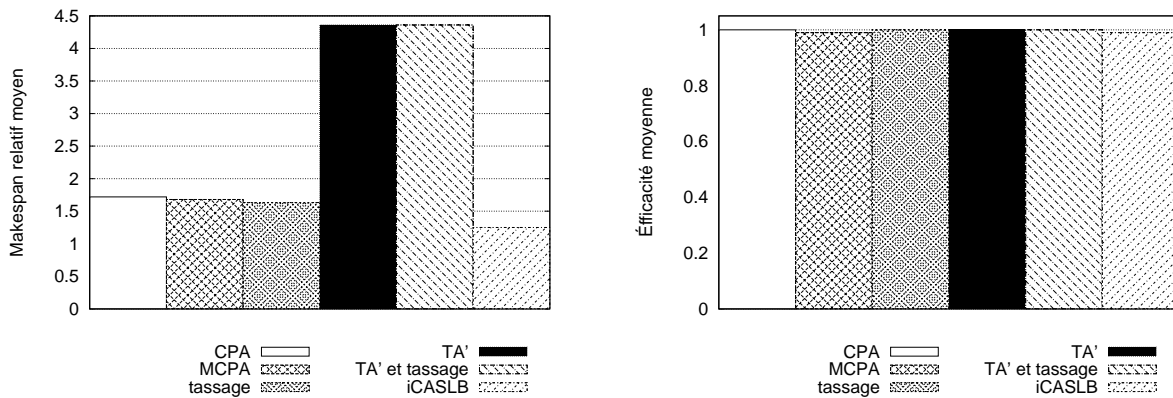 4.5
4
3.5
3
2.5
2
1.5
1
0.5
0
Makespan relatif moyen
CPA
MCPA
tassage
TA'
TA' et tassage
iCASLB
1
0.8
0.6
0.4
0.2
0
Éfficacité moyenne
CPA
MCPA
tassage
TA'
TA' et tassage
iCASLB